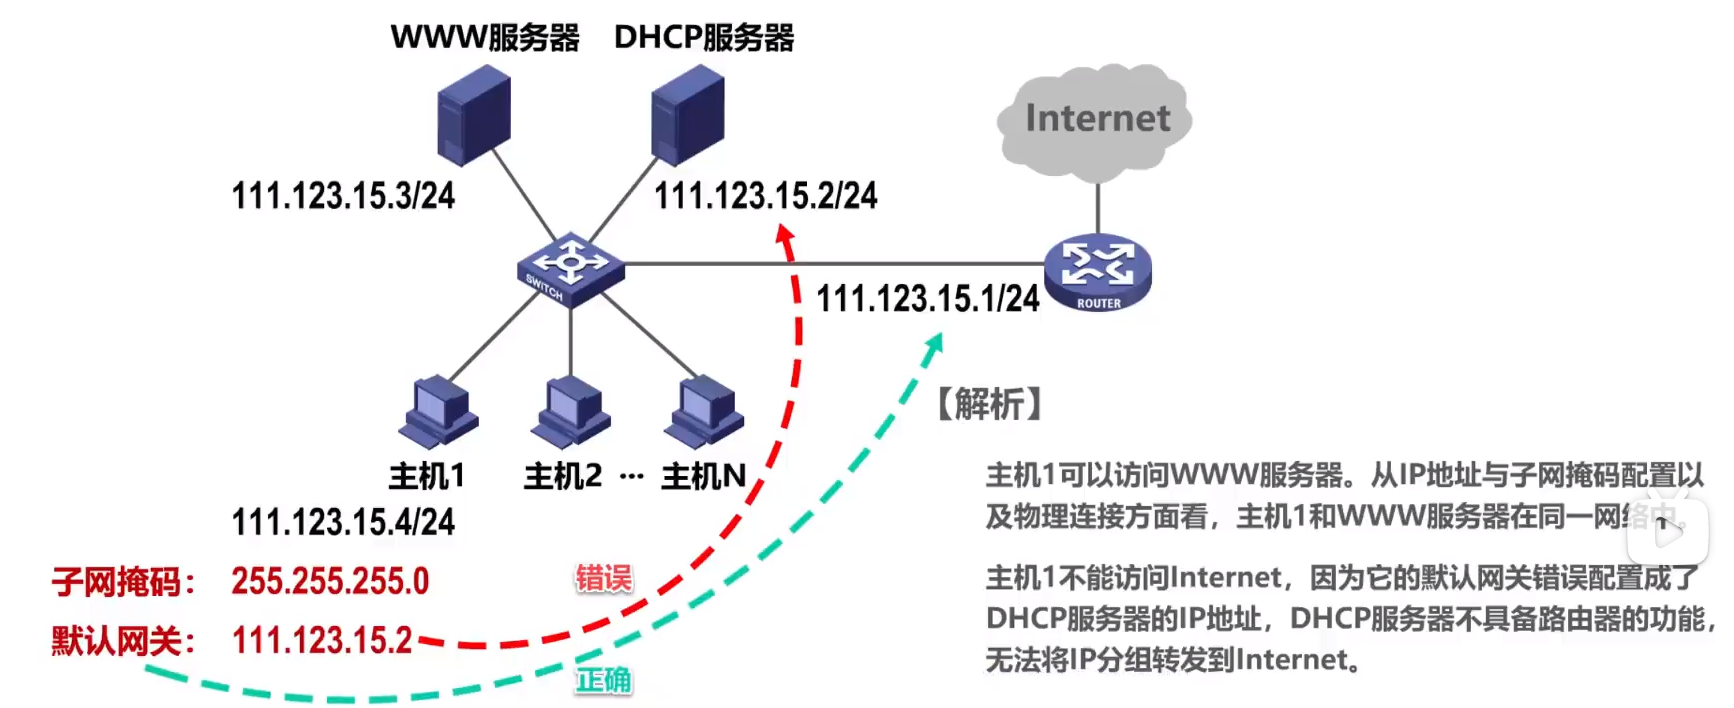 WWW服务器 DHCP服务器
Internet
111.123.15.3/24 111.123.15.2/24
SWITCH
ROUTER
111.123.15.1/24
【解析】
主机1 主机2 ··· 主机N
111.123.15.4/24
主机1可以访问WWW服务器。从IP地址与子网掩码配置以
及物理连接方面看，主机1和WWW服务器在同一网络中。
子网掩码： 255.255.255.0
错误
默认网关： 111.123.15.2
正确
主机1不能访问Internet，因为它的默认网关错误配置成了
DHCP服务器的IP地址，DHCP服务器不具备路由器的功能，
无法将IP分组转发到Internet。